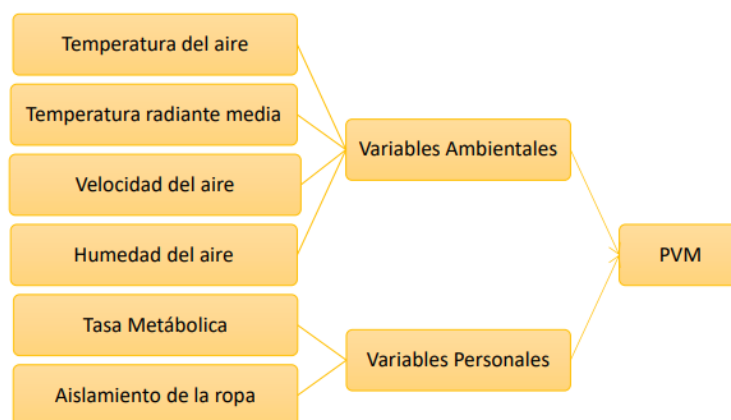 Temperatura del aire
Temperatura radiante media
Velocidad del aire
Humedad del aire
Tasa Metábolica
Aislamiento de la ropa
Variables Ambientales
Variables Personales
PVM